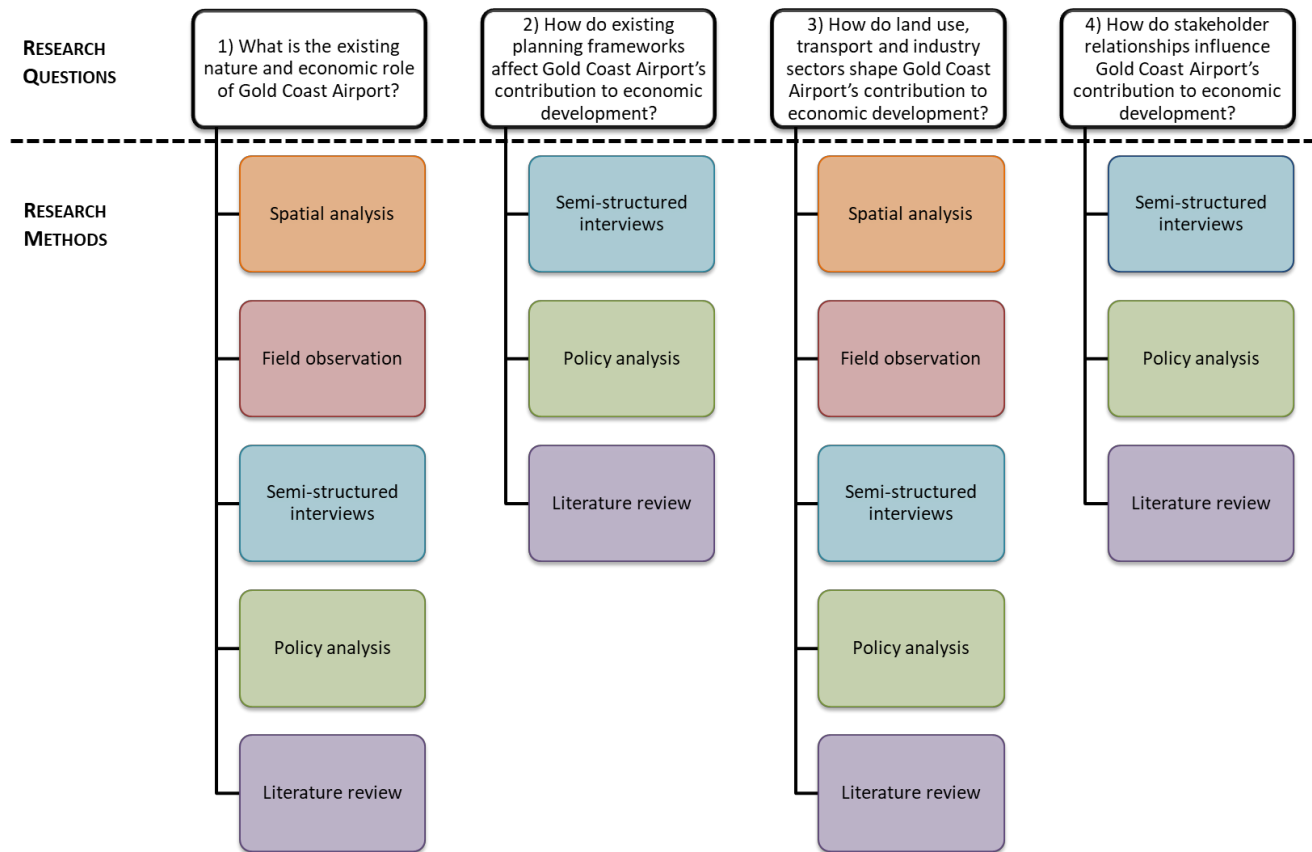 RESEARCH
QUESTIONS
1) What is the existing
nature and economic role
of Gold Coast Airport?
2) How do existing
planning frameworks
affect Gold Coast Airport's
contribution to economic
development?
3) How do land use,
transport and industry
sectors shape Gold Coast
Airport's contribution to
economic development?
4) How do stakeholder
relationships influence
Gold Coast Airport's
contribution to economic
development?
RESEARCH
METHODS
Spatial analysis
Field observation
Semi-structured
interviews
Policy analysis
Literature review
Semi-structured
interviews
Policy analysis
Literature review
Spatial analysis
Field observation
Semi-structured
interviews
Policy analysis
Literature review
Semi-structured
interviews
Policy analysis
Literature review